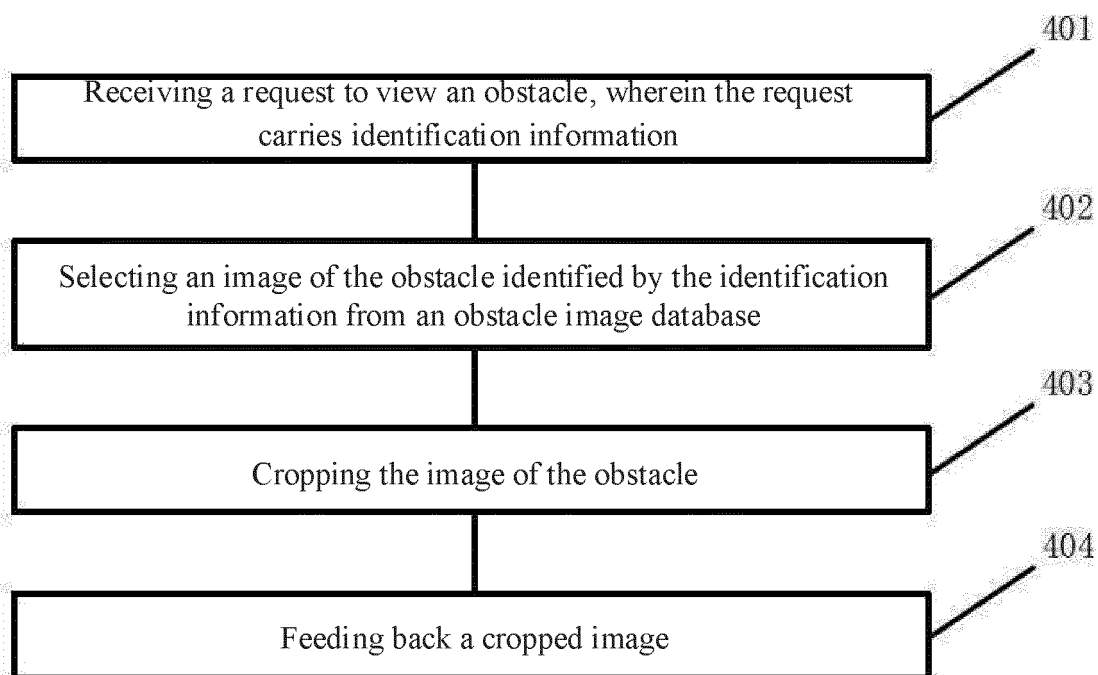 401
Receiving a request to view an obstacle, wherein the request
carries identification information
402
Selecting an image of the obstacle identified by the identification
information from an obstacle image database
403
Cropping the image of the obstacle
404
Feeding back a cropped image